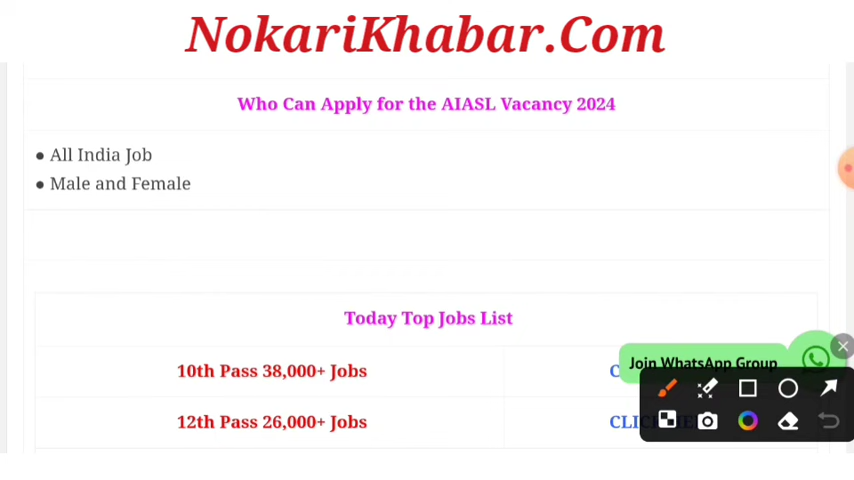 NokariKhabar.Com
Who Can Apply for the AIASL Vacancy 2024
● All India Job
● Male and Female
Today Top Jobs List
10th Pass 38,000+ Jobs
Join WhatsApp Group
12th Pass 26,000+ Jobs